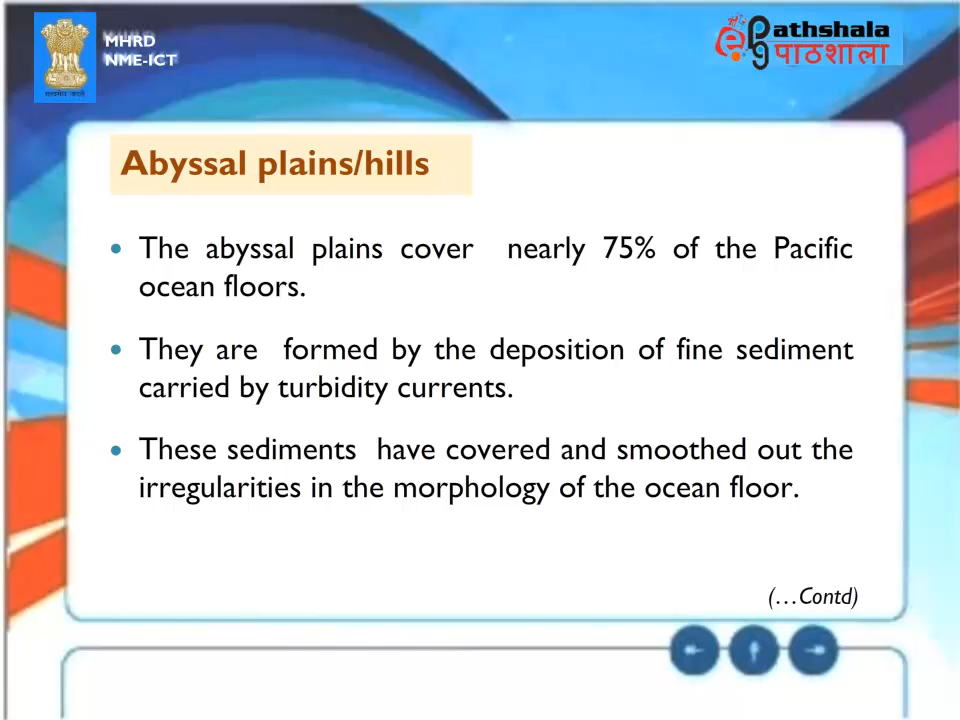 MHRD
NME-ICT
ePathshala
पाठशाला
Abyssal plains/hills
• The abyssal plains cover nearly 75% of the Pacific
ocean floors.
• They are formed by the deposition of fine sediment
carried by turbidity currents.
• These sediments have covered and smoothed out the
irregularities in the morphology of the ocean floor.
(...Contd)